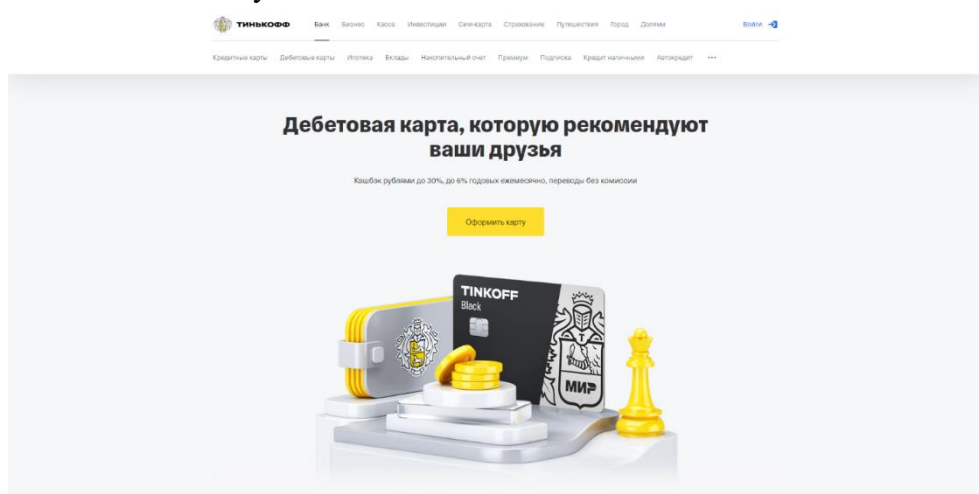 ТИНЬКОФФ Банк Бизнес Касса Инвестиции Сим-карта Страхование Путешествия Город Долями Войти
Кредитные карты Дебетовые карты Ипотека Вклады Накопительный счет Премиум Подписка Кредит наличными Автокредит •••
Дебетовая карта, которую рекомендуют
ваши друзья
Кэшбэк рублями до 30%, до 6% годовых ежемесячно, переводы без комиссии
Оформить карту
TINKOFF
Black
Т
МИР